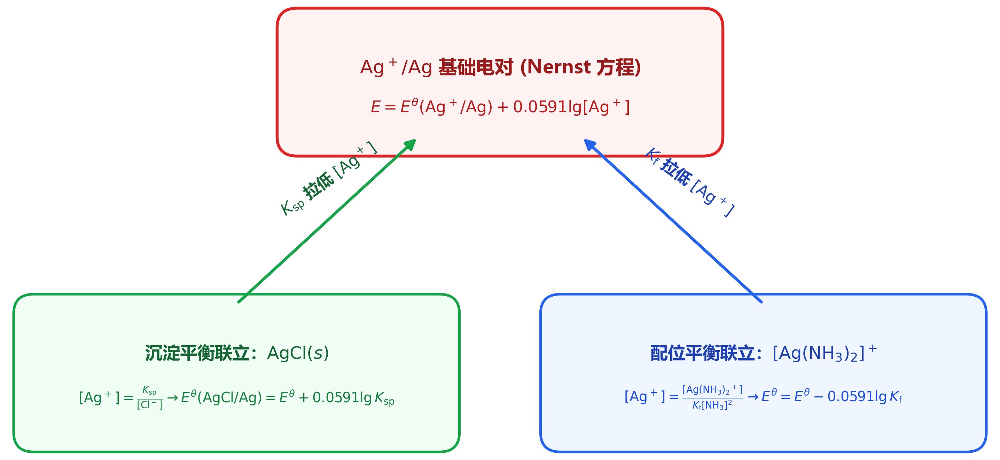 Ag⁺/Ag 基础电对 (Nernst 方程)
E = E^θ(Ag⁺/Ag) + 0.0591lg[Ag⁺]
K_sp 拉低 [Ag⁺]
K_f 拉低 [Ag⁺]
沉淀平衡联立：AgCl(s)
[Ag⁺] = K_sp/[Cl⁻] → E^θ(AgCl/Ag) = E^θ + 0.0591lg K_sp
配位平衡联立：[Ag(NH₃)₂]⁺
[Ag⁺] = [Ag(NH₃)₂⁺]/K_f[NH₃]² → E^θ = E^θ − 0.0591lg K_f